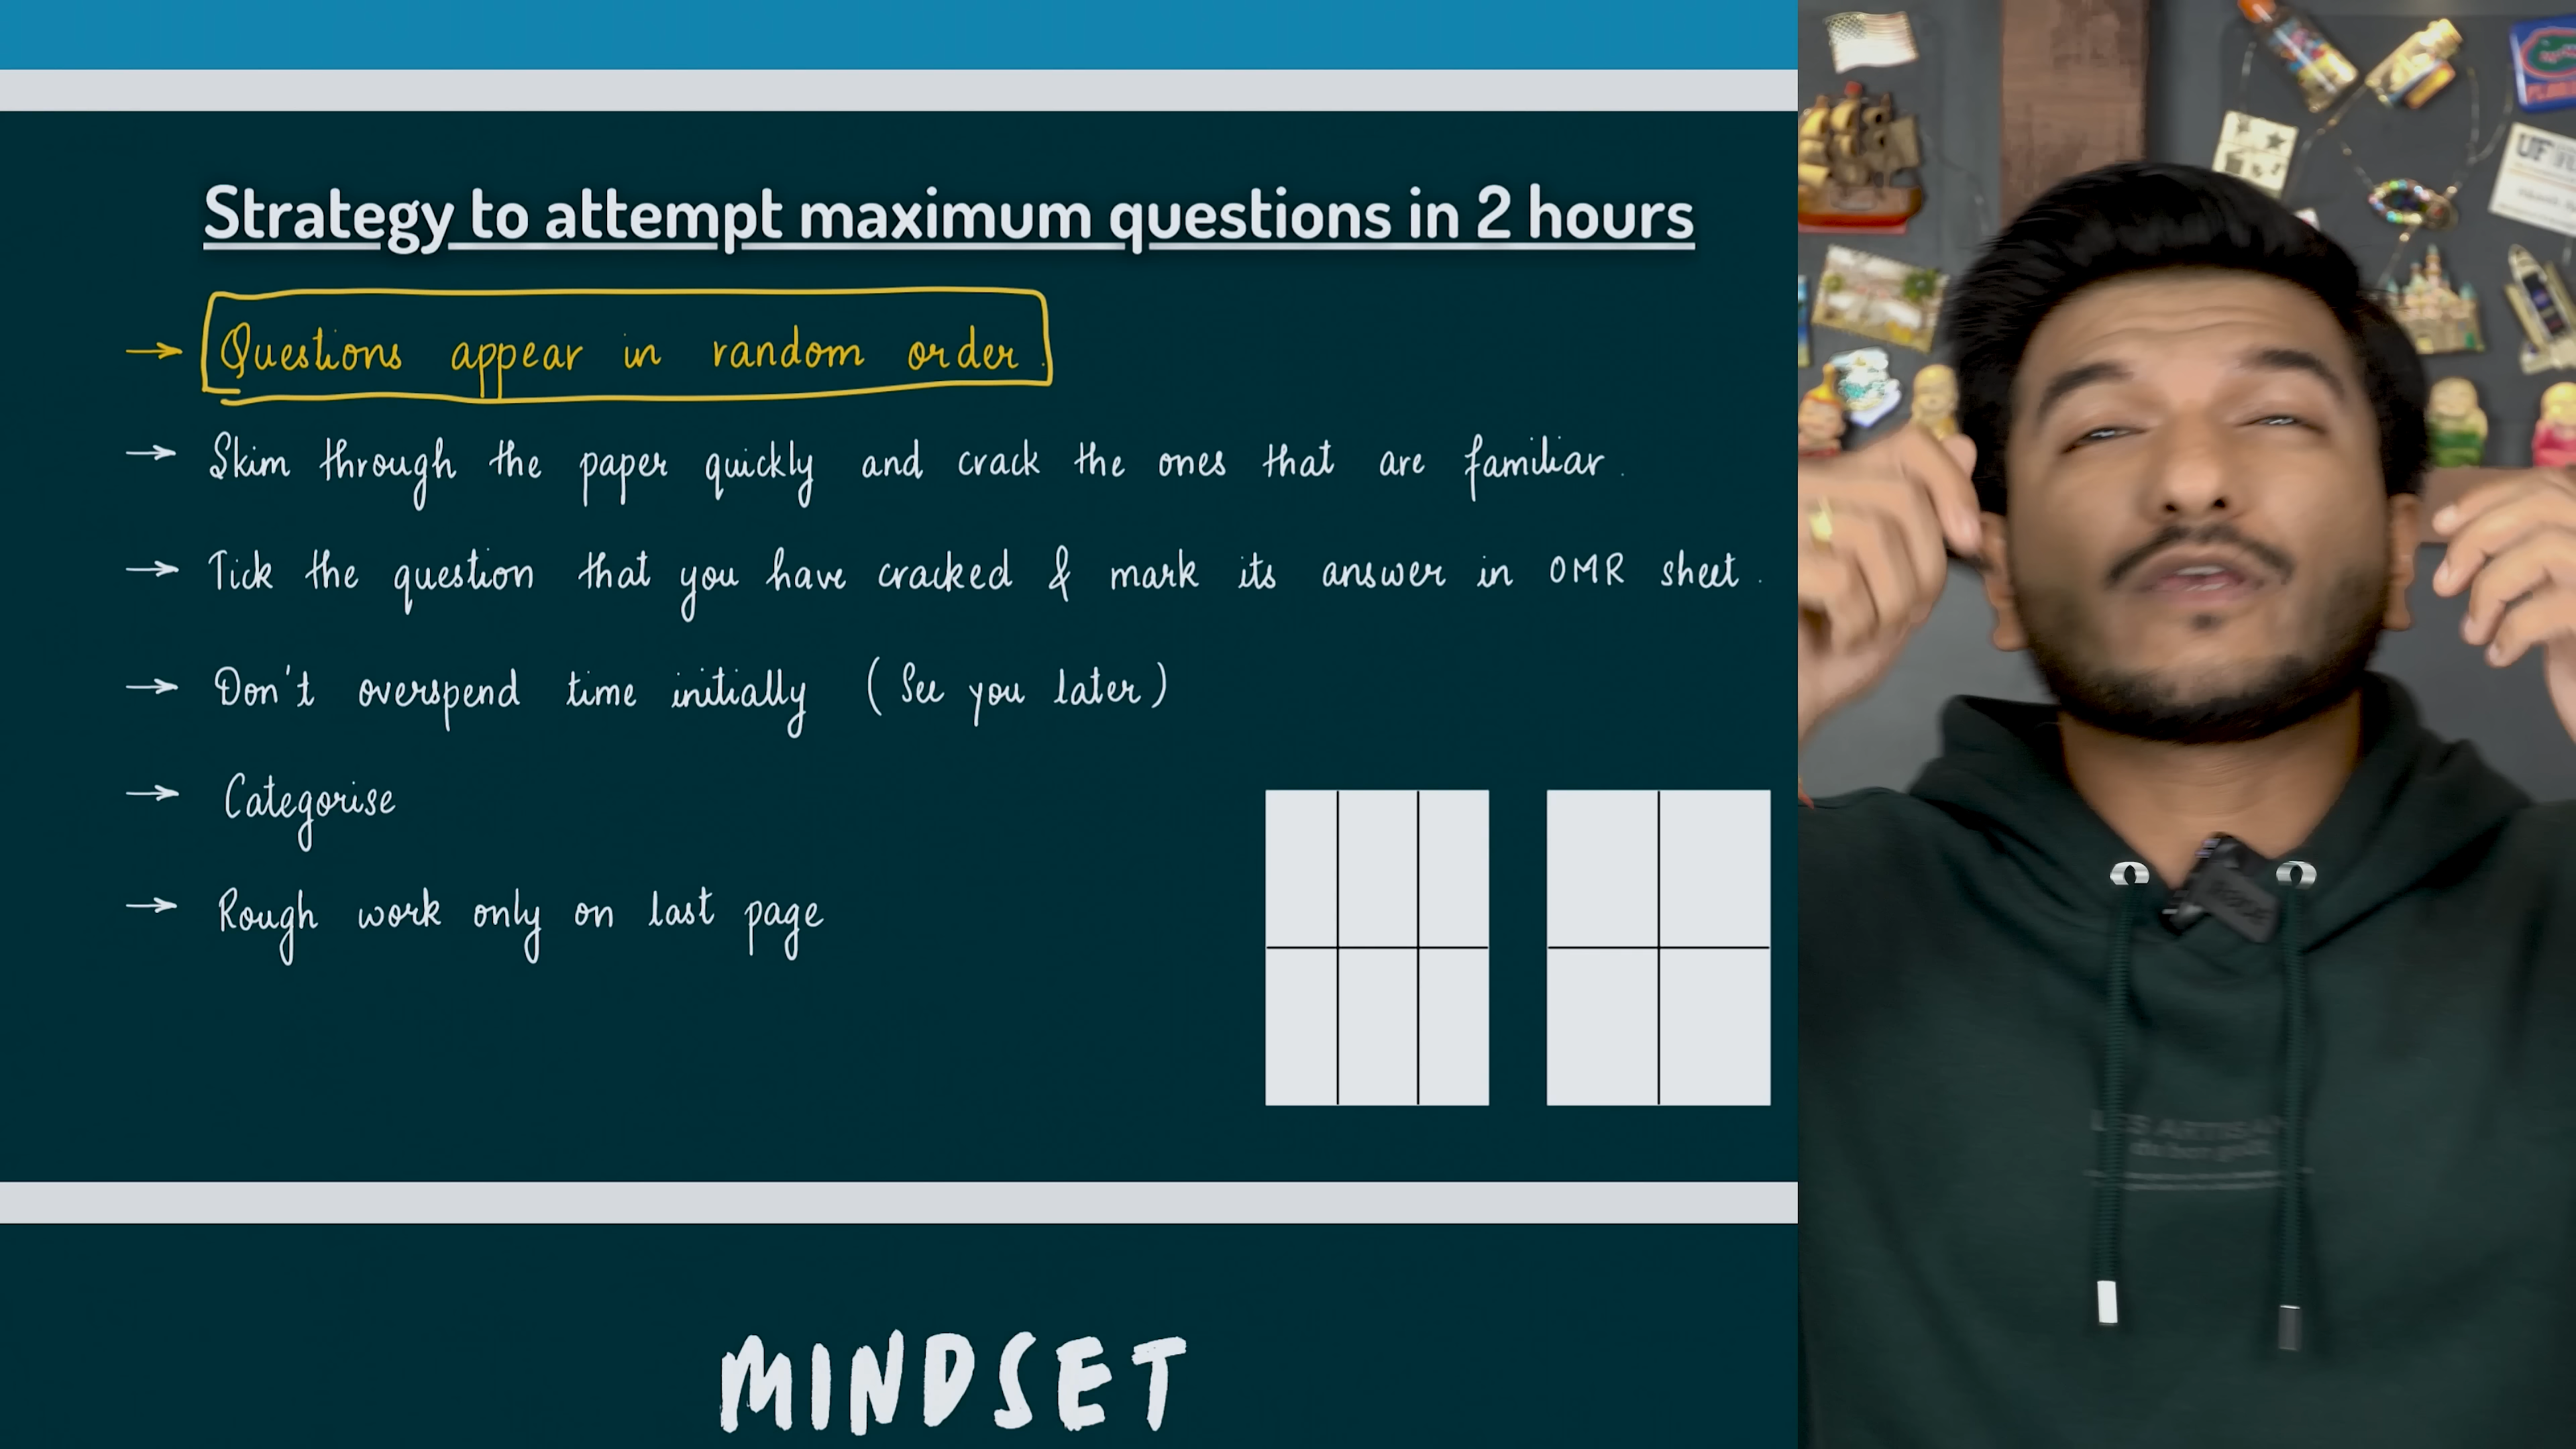 Strategy to attempt maximum questions in 2 hours
→ Questions appear in random order.
→ Skim through the paper quickly and crack the ones that are familiar.
→ Tick the question that you have cracked & mark its answer in OMR sheet.
→ Don't overspend time initially (See you later)
→ Categorise
→ Rough work only on last page
MINDSET
UF